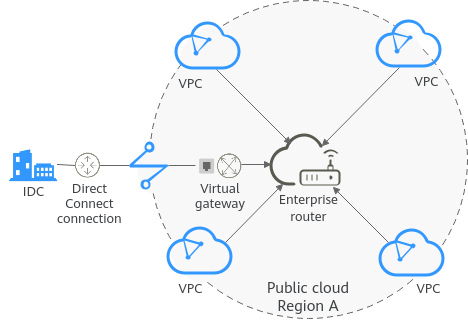 VPC
VPC
IDC
Direct
Connect
connection
Virtual
gateway
Enterprise
router
VPC
Public cloud
Region A
VPC